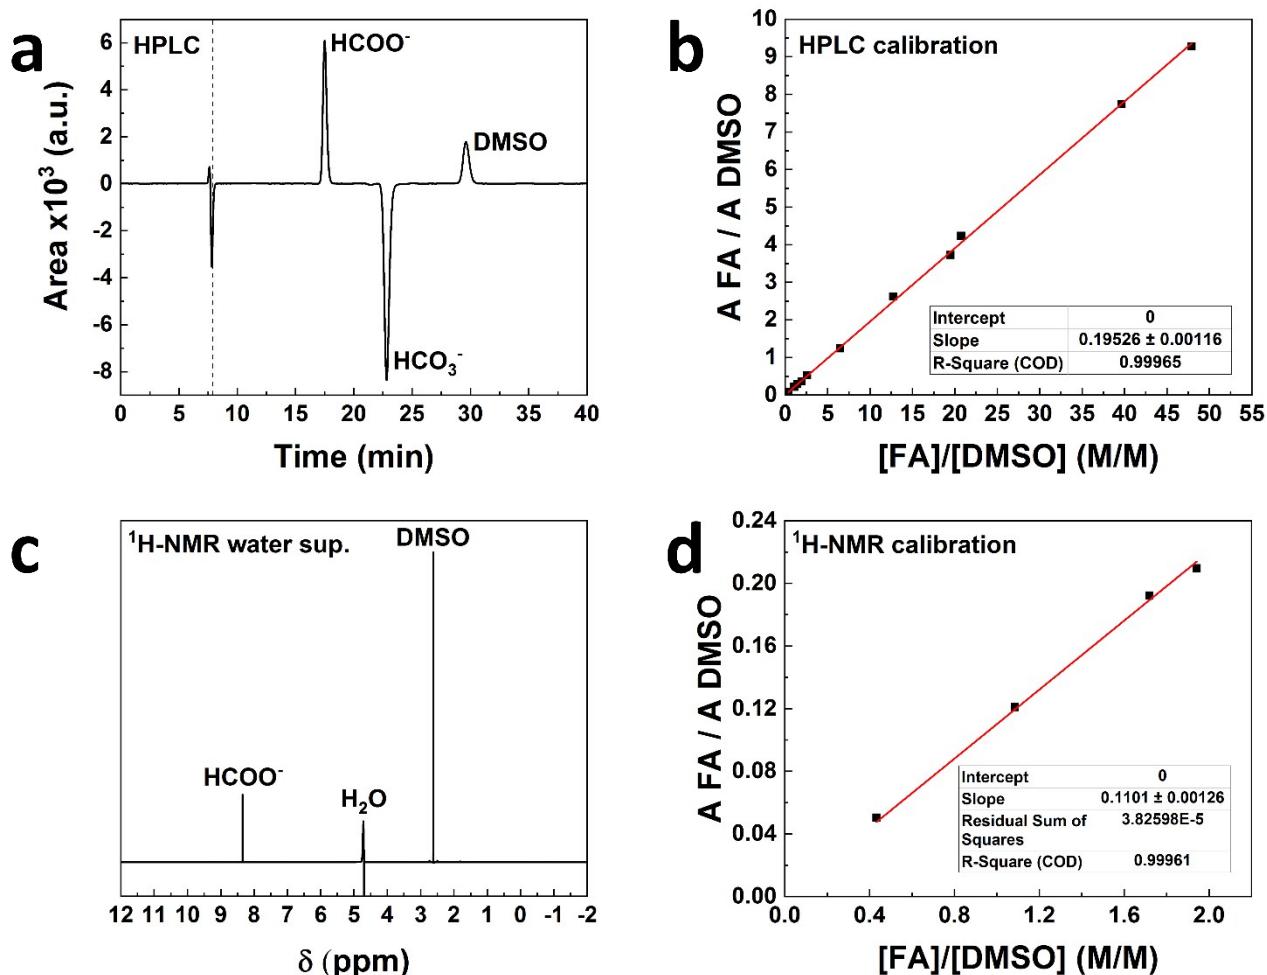 a
HPLC
HCOO⁻
DMSO
HCO₃⁻
6
4
2
0
-2
-4
-6
-8
Area x10³ (a.u.)
0 5 10 15 20 25 30 35 40
Time (min)
b
HPLC calibration
10
9
8
7
6
5
4
3
2
1
0
A FA / A DMSO
Intercept 0
Slope 0.19526 ± 0.00116
R-Square (COD) 0.99965
0 5 10 15 20 25 30 35 40 45 50 55
[FA]/[DMSO] (M/M)
c
¹H-NMR water sup.
DMSO
HCOO⁻
H₂O
12 11 10 9 8 7 6 5 4 3 2 1 0 -1 -2
δ (ppm)
d
¹H-NMR calibration
0.24
0.20
0.16
0.12
0.08
0.04
0.00
A FA / A DMSO
Intercept 0
Slope 0.1101 ± 0.00126
Residual Sum of 3.82598E-5
Squares
R-Square (COD) 0.99961
0.0 0.4 0.8 1.2 1.6 2.0
[FA]/[DMSO] (M/M)